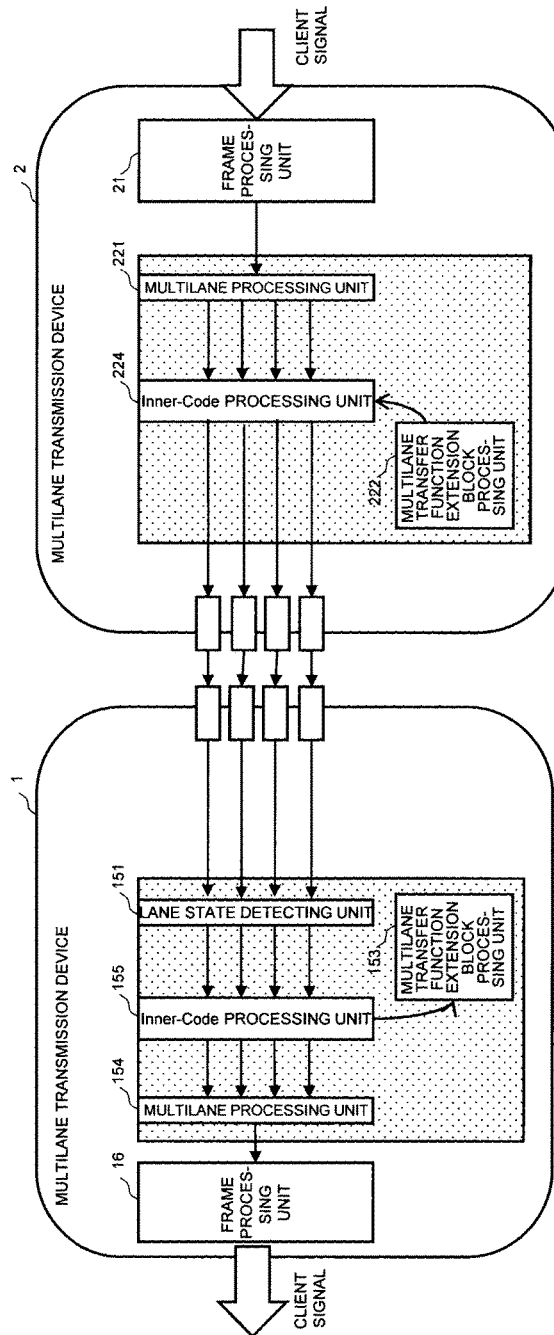 MULTILANE TRANSMISSION DEVICE
1
CLIENT
SIGNAL
16
FRAME
PROCES-
SING
UNIT
154
MULTILANE PROCESSING UNIT
155
Inner-Code PROCESSING UNIT
151
LANE STATE DETECTING UNIT
153
MULTILANE
TRANSFER
FUNCTION
EXTENSION
BLOCK
PROCES-
SING UNIT
MULTILANE TRANSMISSION DEVICE
2
224
Inner-Code PROCESSING UNIT
222
MULTILANE
TRANSFER
FUNCTION
EXTENSION
BLOCK
PROCES-
SING UNIT
221
MULTILANE PROCESSING UNIT
21
FRAME
PROCES-
SING
UNIT
CLIENT
SIGNAL